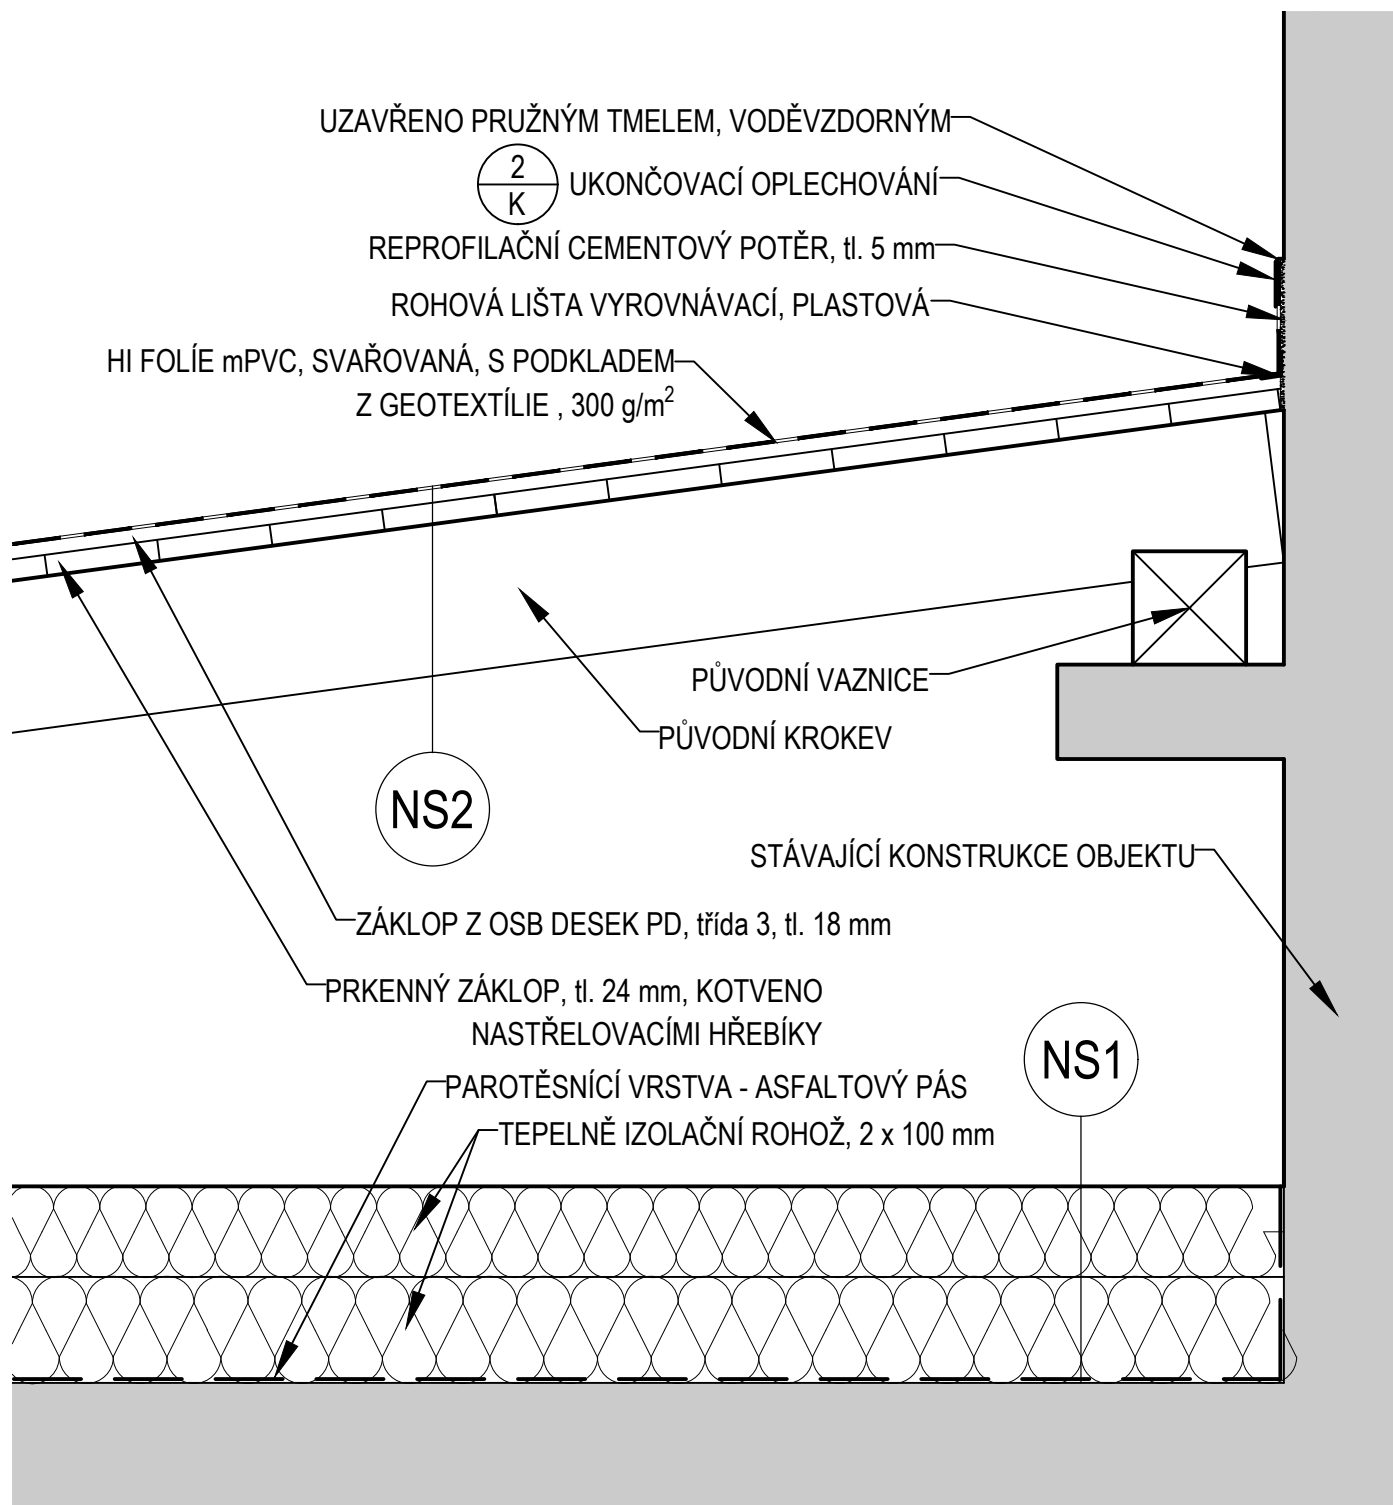 UZAVŘENO PRUŽNÝM TMELEM, VODĚVZDORNÝM
2
K
UKONČOVACÍ OPLECHOVÁNÍ
REPROFILAČNÍ CEMENTOVÝ POTĚR, tl. 5 mm
ROHOVÁ LIŠTA VYROVNÁVACÍ, PLASTOVÁ
HI FOLÍE mPVC, SVAŘOVANÁ, S PODKLADEM
Z GEOTEXTÍLIE , 300 g/m²
PŮVODNÍ VAZNICE
PŮVODNÍ KROKEV
NS2
STÁVAJÍCÍ KONSTRUKCE OBJEKTU
ZÁKLOP Z OSB DESEK PD, třída 3, tl. 18 mm
PRKENNÝ ZÁKLOP, tl. 24 mm, KOTVENO
NASTŘELOVACÍMI HŘEBÍKY
NS1
PAROTĚSNÍCÍ VRSTVA - ASFALTOVÝ PÁS
TEPELNĚ IZOLAČNÍ ROHOŽ, 2 x 100 mm